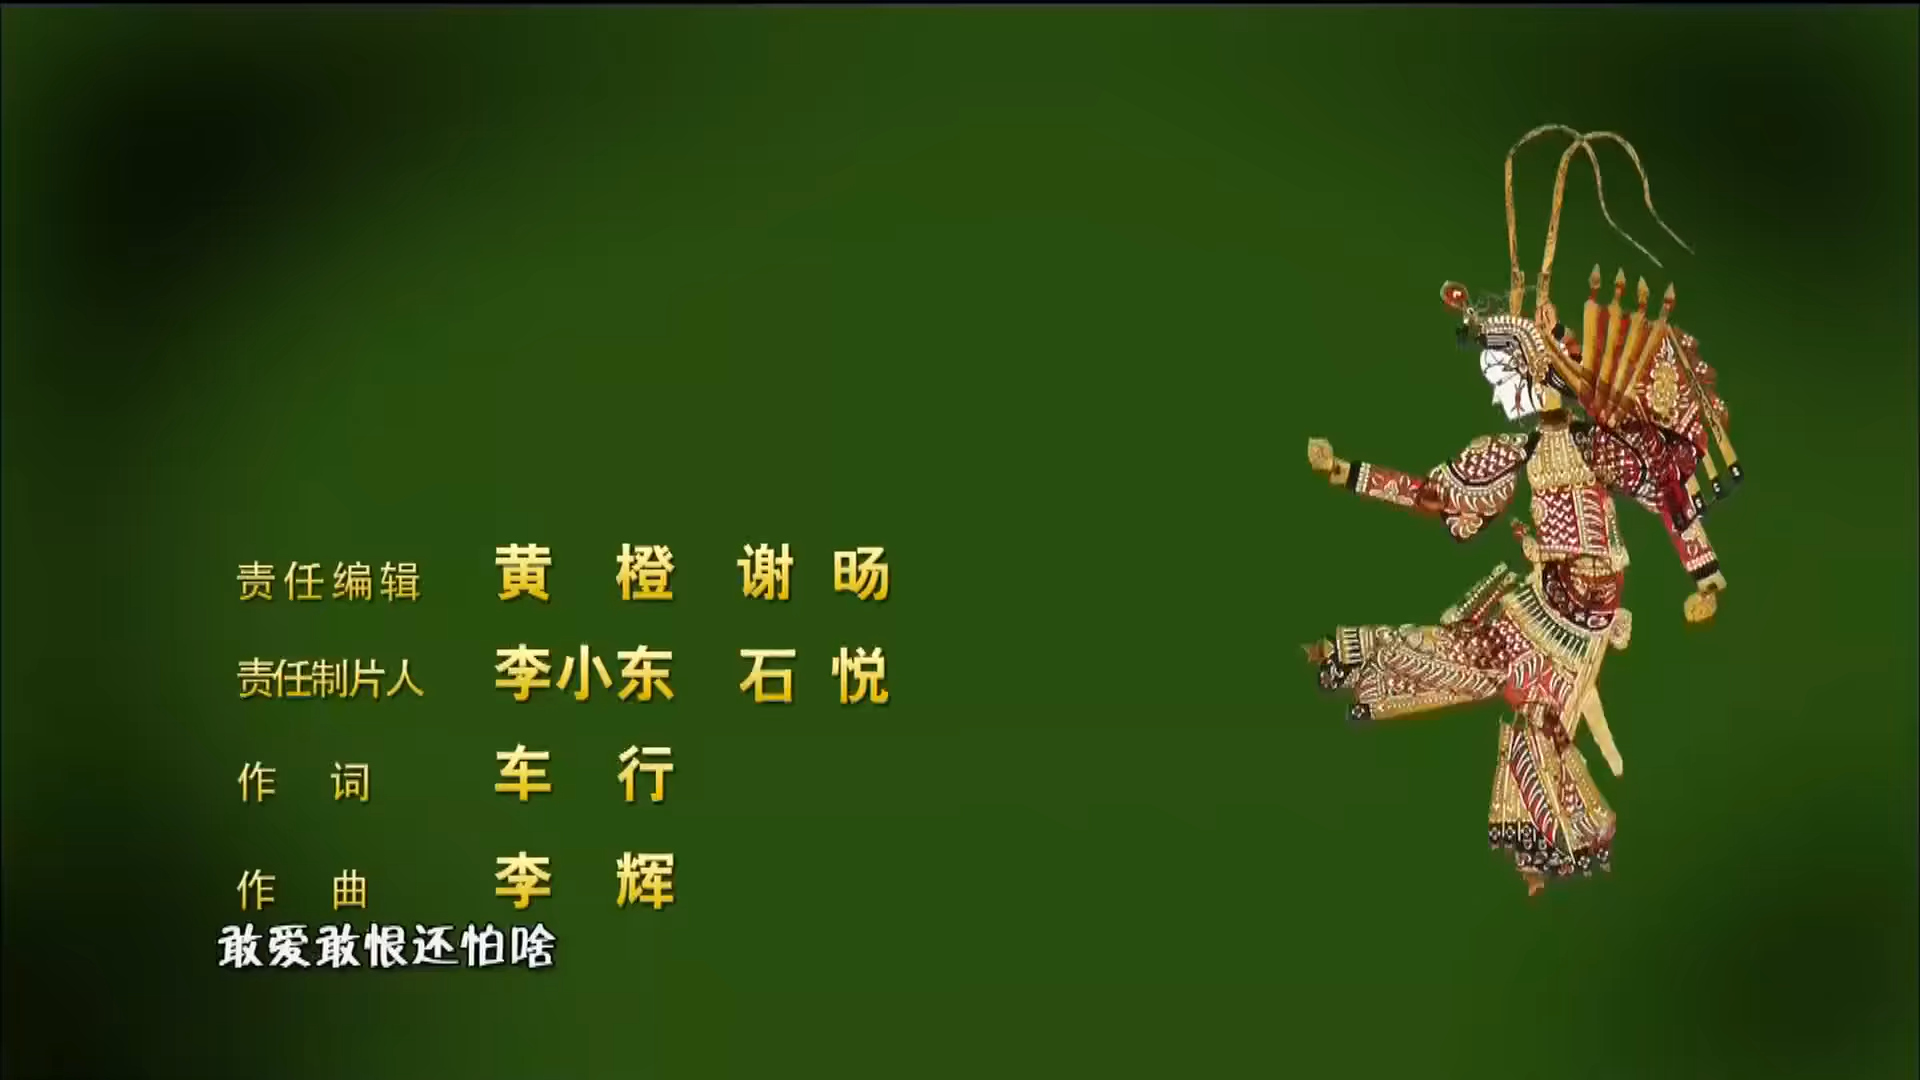 责任编辑 黄 橙 谢 旸
责任制片人 李小东 石 悦
作 词 车 行
作 曲 李 辉
敢爱敢恨还怕啥